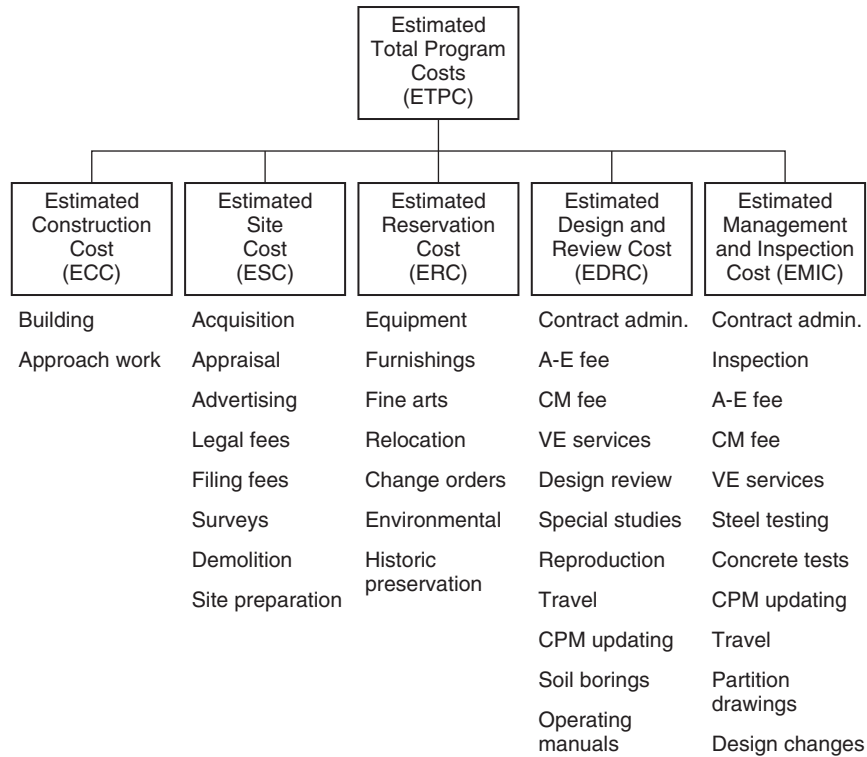 Estimated
Total Program
Costs
(ETPC)
Estimated
Construction
Cost
(ECC)
Building
Approach work
Estimated
Site
Cost
(ESC)
Acquisition
Appraisal
Advertising
Legal fees
Filing fees
Surveys
Demolition
Site preparation
Estimated
Reservation
Cost
(ERC)
Equipment
Furnishings
Fine arts
Relocation
Change orders
Environmental
Historic
preservation
Estimated
Design and
Review Cost
(EDRC)
Contract admin.
A-E fee
CM fee
VE services
Design review
Special studies
Reproduction
Travel
CPM updating
Soil borings
Operating
manuals
Estimated
Management
and Inspection
Cost (EMIC)
Contract admin.
Inspection
A-E fee
CM fee
VE services
Steel testing
Concrete tests
CPM updating
Travel
Partition
drawings
Design changes